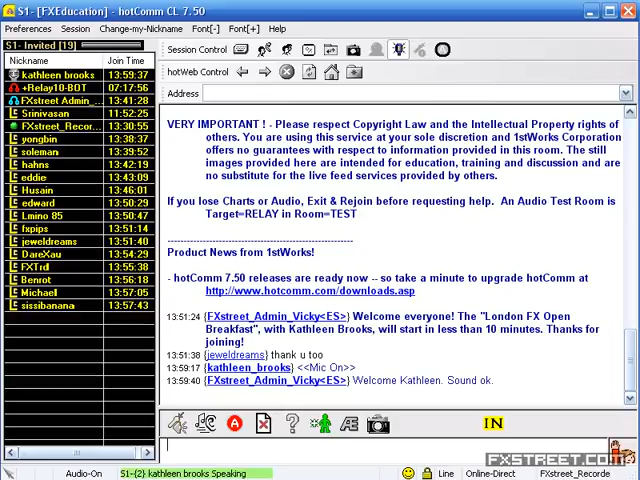 S1- [FXEducation] - hotComm CL 7.50
Preferences Session Change-my-Nickname Font[-] Font[+] Help
S1- Invited [19]
Nickname Join Time
kathleen brooks 13:59:37
+Relay10-BOT 07:17:56
FXstreet Admin_... 13:41:28
Srinivasan 11:52:25
FXstreet_Recor... 13:30:55
yongbin 13:38:37
soleman 13:39:52
hahns 13:42:19
eddie 13:43:09
Husain 13:46:01
edward 13:50:29
Lmino 85 13:50:47
fxpips 13:51:14
jeweldreams 13:51:40
DareXau 13:54:29
FXTrd 13:55:38
Benrot 13:56:18
Michael 13:57:05
sissibanana 13:57:43
Session Control
hotWeb Control
Address
VERY IMPORTANT ! - Please respect Copyright Law and the Intellectual Property rights of
others. You are using this service at your sole discretion and 1stWorks Corporation
offers no guarantees with respect to information provided in this room. The still
images provided here are intended for education, training and discussion and are
no substitute for the live feed services provided by others.
If you lose Charts or Audio, Exit & Rejoin before requesting help. An Audio Test Room is
Target=RELAY in Room=TEST
------------------------------------------------------
Product News from 1stWorks!
- hotComm 7.50 releases are ready now -- so take a minute to upgrade hotComm at
http://www.hotcomm.com/downloads.asp
13:51:24 {FXstreet_Admin_Vicky<ES>} Welcome everyone! The "London FX Open
Breakfast", with Kathleen Brooks, will start in less than 10 minutes. Thanks for
joining!
13:51:38 {jeweldreams} thank u too
13:59:17 {kathleen_brooks} <<Mic On>>
13:59:40 {FXstreet_Admin_Vicky<ES>} Welcome Kathleen. Sound ok.
A ? Æ IN
FXSTREET.COM
Audio-On S1-{2} kathleen brooks Speaking Line Online-Direct FXstreet_Recorde